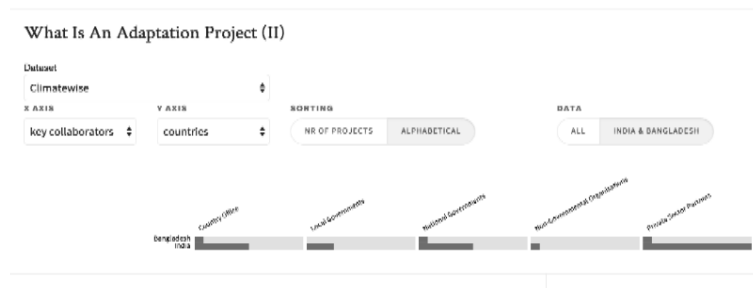 What Is An Adaptation Project (II)
Dataset
Climatewise
X AXIS
Y AXIS
SORTING
DATA
key collaborators
countries
NR OF PROJECTS
ALPHABETICAL
ALL
INDIA & BANGLADESH
Country Office
Local Governments
National Governments
Non-Governmental Organisations
Private Sector Partners
Bangladesh
India